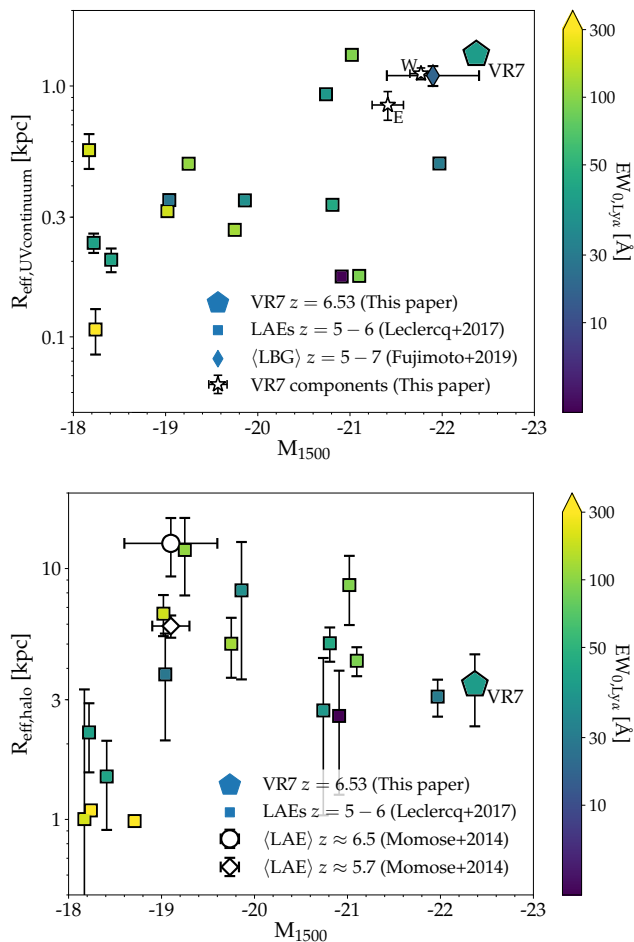 1.0
0.3
0.1
R_eff,UVcontinuum [kpc]
W
E
VR7
VR7 z = 6.53 (This paper)
LAEs z = 5 − 6 (Leclercq+2017)
⟨LBG⟩ z = 5 − 7 (Fujimoto+2019)
VR7 components (This paper)
-18 -19 -20 -21 -22 -23
M_1500
300
100
50
30
10
EW_0,Lyα [Å]
10
3
1
R_eff,halo [kpc]
VR7
VR7 z = 6.53 (This paper)
LAEs z = 5 − 6 (Leclercq+2017)
⟨LAE⟩ z ≈ 6.5 (Momose+2014)
⟨LAE⟩ z ≈ 5.7 (Momose+2014)
-18 -19 -20 -21 -22 -23
M_1500
300
100
50
30
10
EW_0,Lyα [Å]